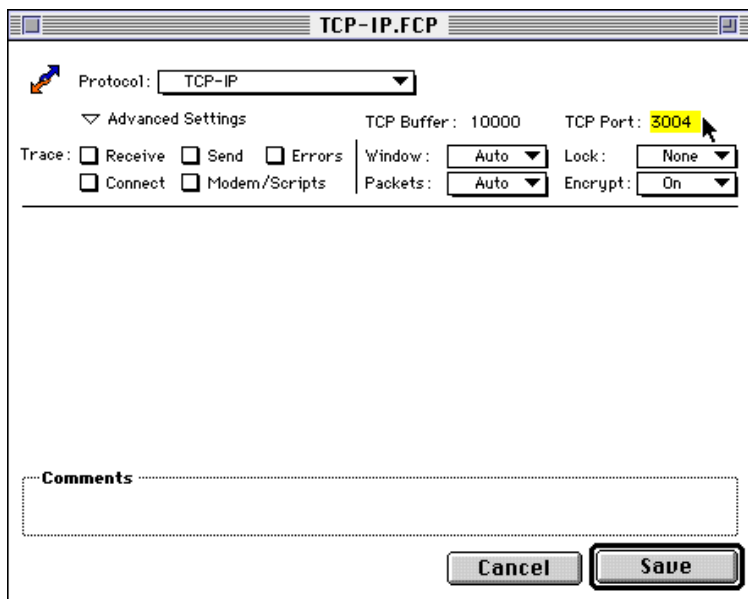 TCP-IP.FCP
Protocol: TCP-IP
Advanced Settings TCP Buffer: 10000 TCP Port: 3004
Trace: Receive Send Errors Window: Auto Lock: None
Connect Modem/Scripts Packets: Auto Encrypt: On
Comments
Cancel Save